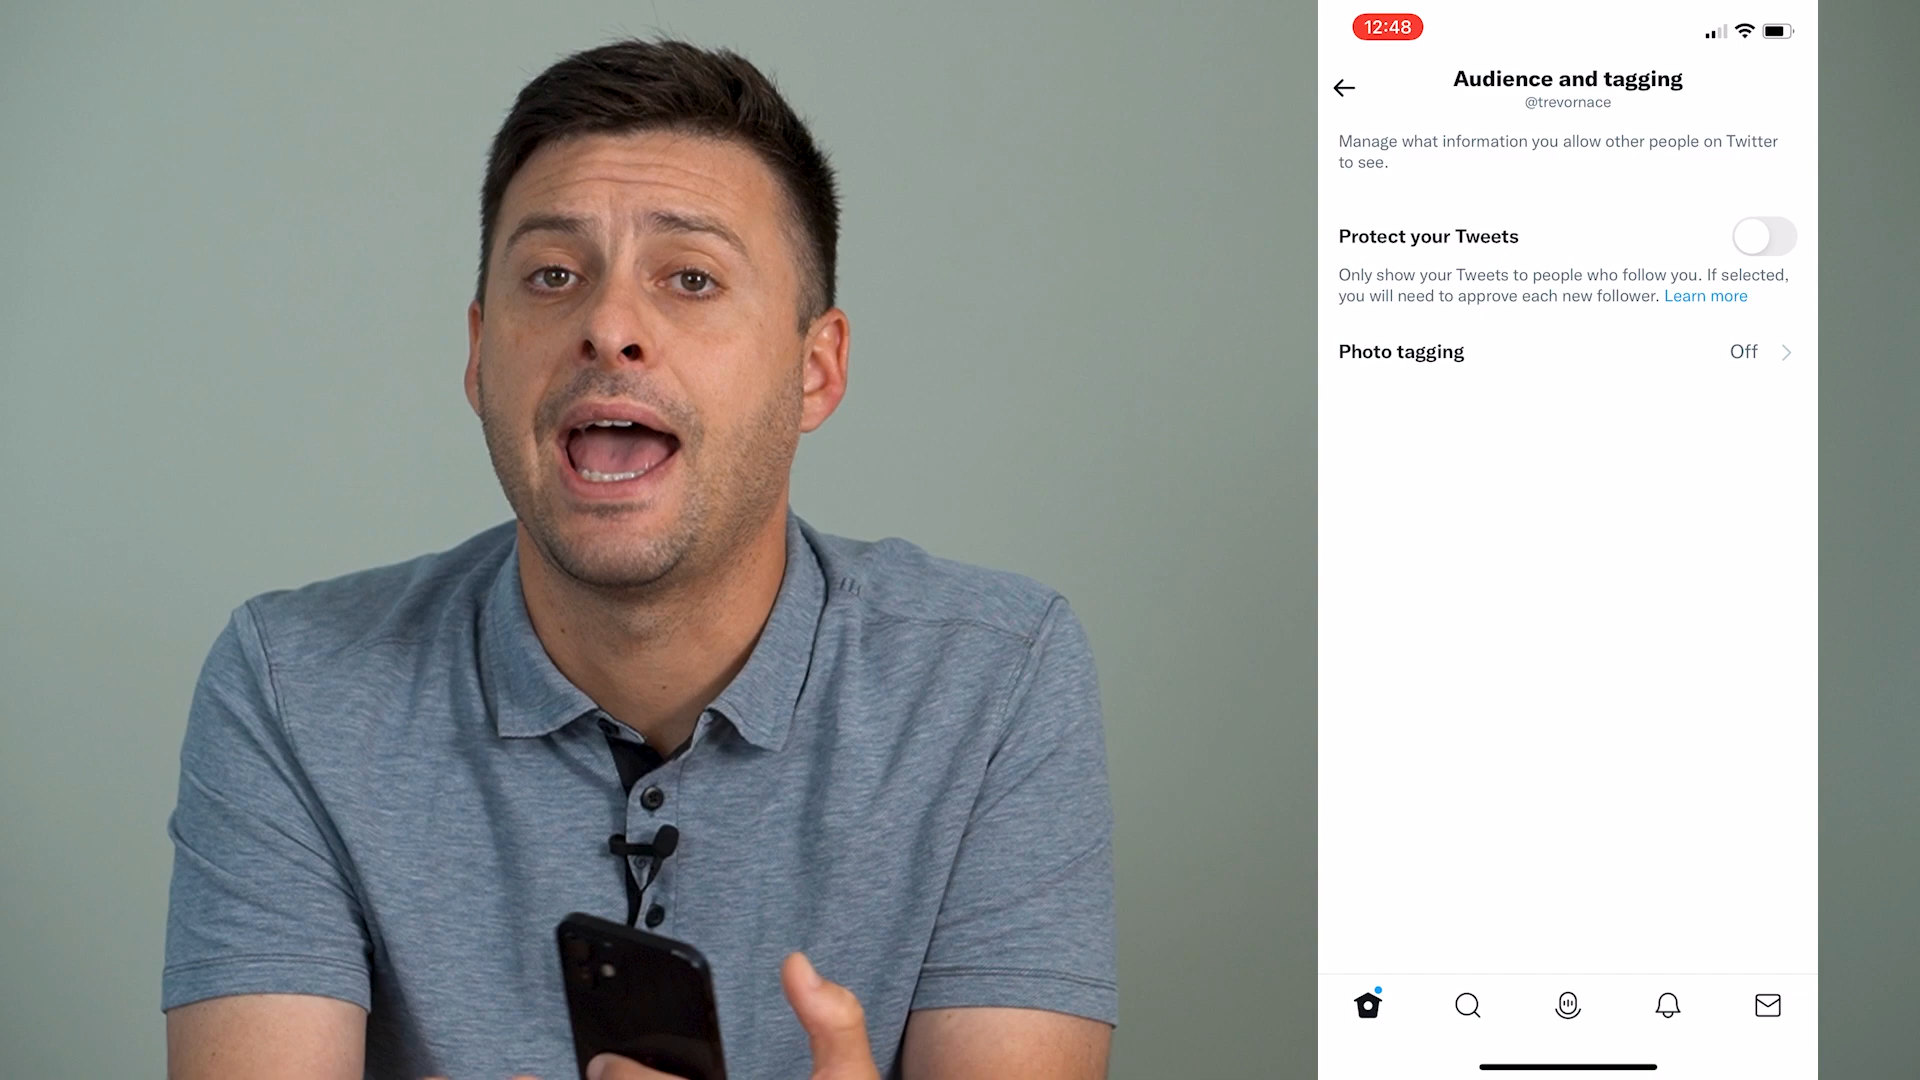 12:48
Audience and tagging
@trevornace
Manage what information you allow other people on Twitter
to see.
Protect your Tweets
Only show your Tweets to people who follow you. If selected,
you will need to approve each new follower. Learn more
Photo tagging Off